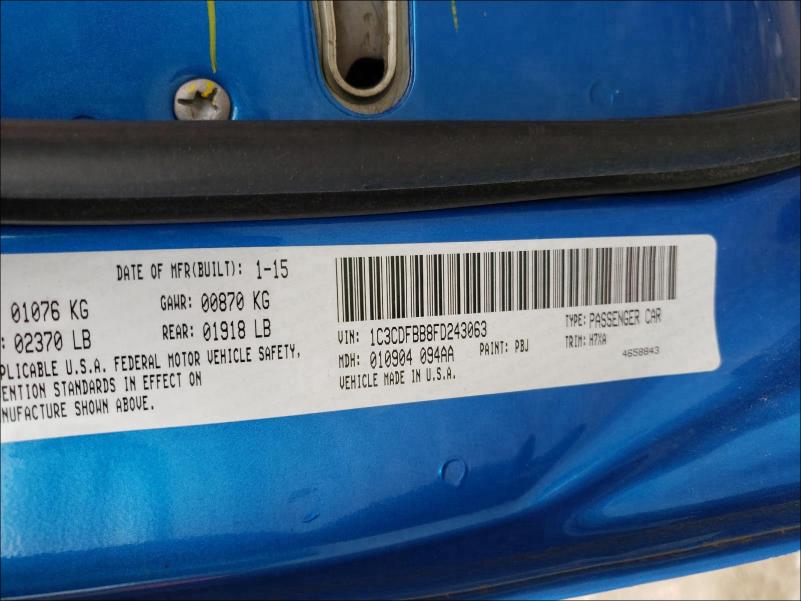 DATE OF MFR(BUILT): 1-15
01076 KG GAWR: 00870 KG
: 02370 LB REAR: 01918 LB
PLICABLE U.S.A. FEDERAL MOTOR VEHICLE SAFETY,
VENTION STANDARDS IN EFFECT ON
NUFACTURE SHOWN ABOVE.
VIN: 1C3CDFBB8FD243063 TYPE: PASSENGER CAR
MDH: 010904 094AA PAINT: PBJ TRIM: H7XA
VEHICLE MADE IN U.S.A. 4658843